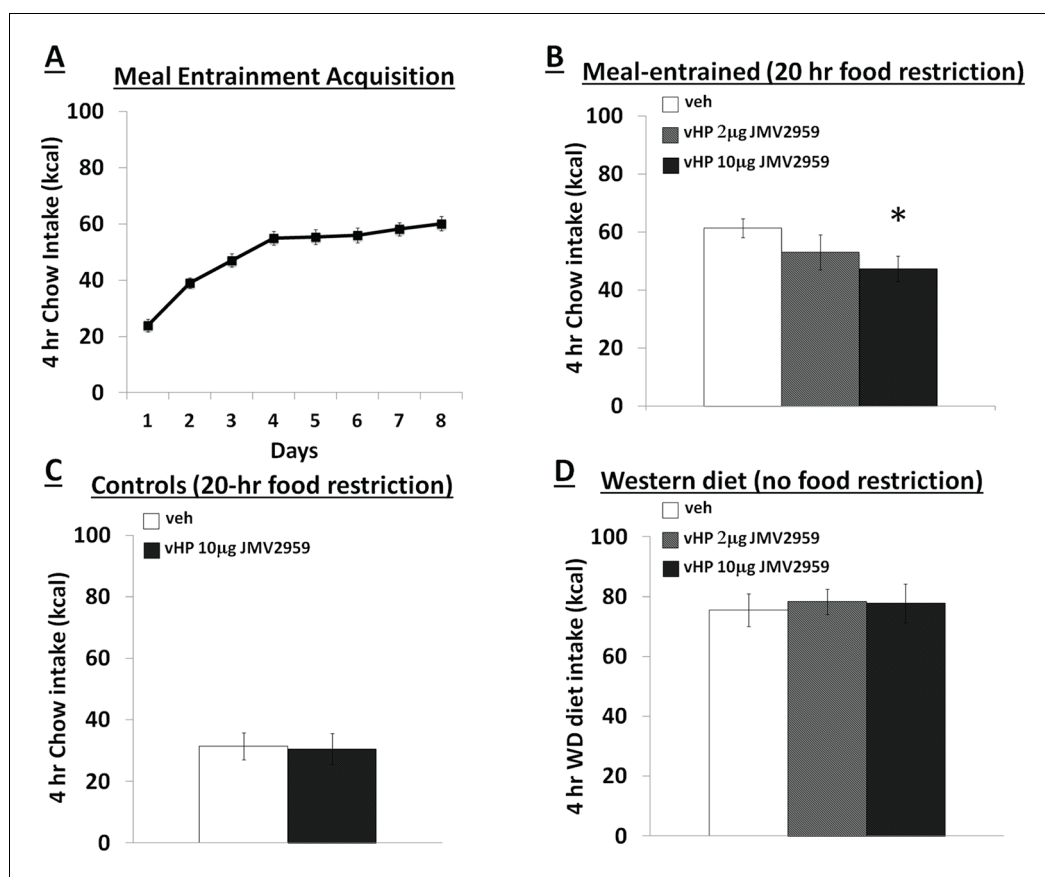 A
Meal Entrainment Acquisition
100
80
60
40
20
0
4 hr Chow Intake (kcal)
1 2 3 4 5 6 7 8
Days
B
Meal-entrained (20 hr food restriction)
veh
vHP 2μg JMV2959
vHP 10μg JMV2959
100
80
60
40
20
0
4 hr Chow intake (kcal)
*
C
Controls (20-hr food restriction)
veh
vHP 10μg JMV2959
100
80
60
40
20
0
4 hr Chow intake (kcal)
D
Western diet (no food restriction)
veh
vHP 2μg JMV2959
vHP 10μg JMV2959
100
80
60
40
20
0
4 hr WD diet intake (kcal)